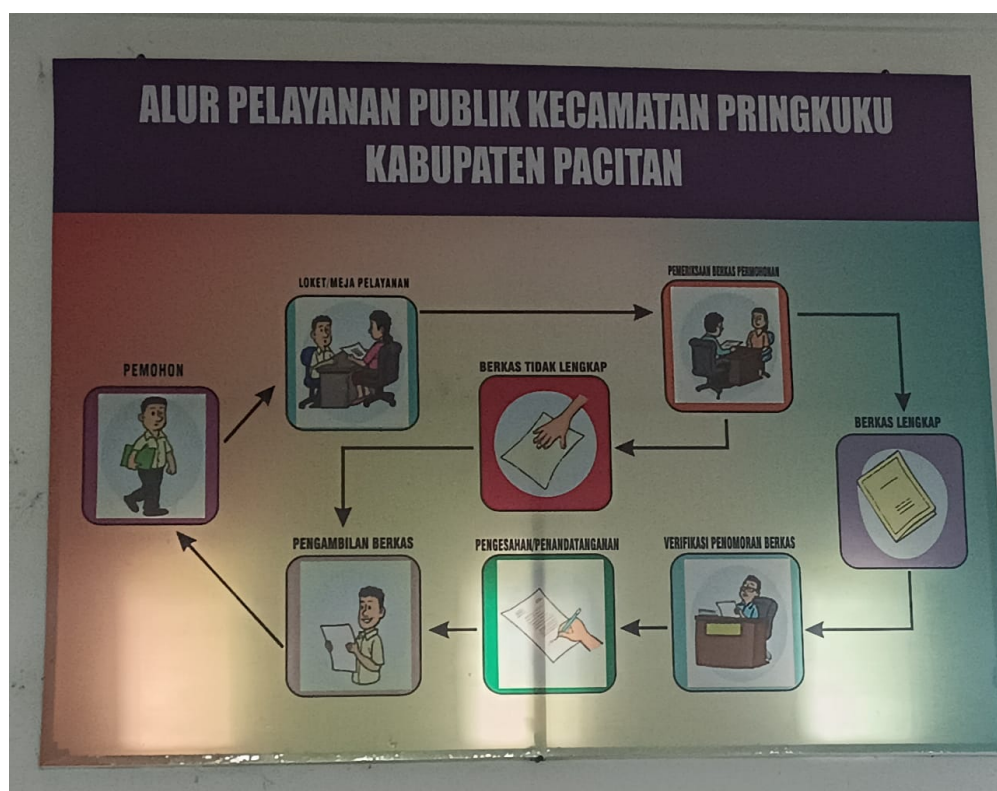 ALUR PELAYANAN PUBLIK KECAMATAN PRINGKUKU
KABUPATEN PACITAN
PEMOHON
LOKET/MEJA PELAYANAN
PEMERIKSAAN BERKAS PERMOHONAN
BERKAS TIDAK LENGKAP
BERKAS LENGKAP
VERIFIKASI PENOMORAN BERKAS
PENGESAHAN/PENANDATANGANAN
PENGAMBILAN BERKAS